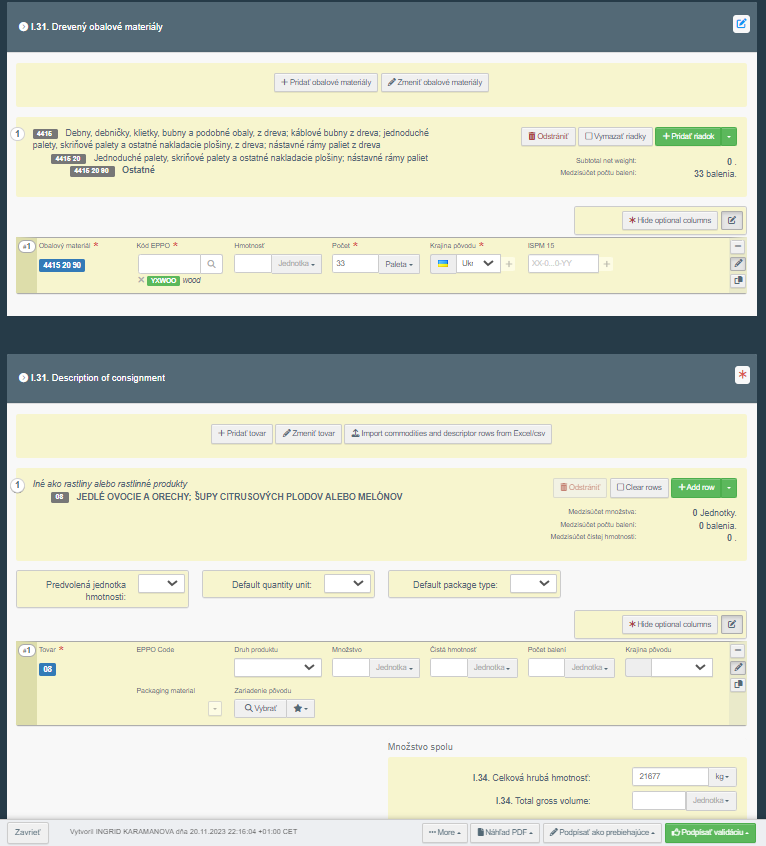 I.31. Drevený obalové materiály
+ Pridať obalové materiály Zmeniť obalové materiály
1 4415 Debny, debničky, klietky, bubny a podobné obaly, z dreva; káblové bubny z dreva; jednoduché
palety, skriňové palety a ostatné nakladacie plošiny, z dreva; nástavné rámy paliet z dreva
4415 20 Jednoduché palety, skriňové palety a ostatné nakladacie plošiny; nástavné rámy paliet
4415 20 90 Ostatné
Odstrániť Vymazať riadky + Pridať riadok
Subtotal net weight: 0 .
Medzisúčet počtu balení: 33 balenia.
* Hide optional columns
#1 Obalový materiál * Kód EPPO * Hmotnosť Počet * Krajina pôvodu * ISPM 15
4415 20 90 Jednotka 33 Paleta Ukr + XX-0...0-YY +
× YXWOO wood
I.31. Description of consignment
+ Pridať tovar Zmeniť tovar Import commodities and descriptor rows from Excel/csv
1 Iné ako rastliny alebo rastlinné produkty
08 JEDLÉ OVOCIE A ORECHY; ŠUPY CITRUSOVÝCH PLODOV ALEBO MELÓNOV
Odstrániť Clear rows + Add row
Medzisúčet množstva: 0 Jednotky.
Medzisúčet počtu balení: 0 balenia.
Medzisúčet čistej hmotnosti: 0 .
Predvolená jednotka hmotnosti:
Default quantity unit:
Default package type:
* Hide optional columns
#1 Tovar * EPPO Code Druh produktu Množstvo Čistá hmotnosť Počet balení Krajina pôvodu
08 Jednotka Jednotka Jednotka
Packaging material Zariadenie pôvodu
Vybrať
Množstvo spolu
I.34. Celková hrubá hmotnosť: 21677 kg
I.34. Total gross volume: Jednotka
Zavrieť Vytvoril INGRID KARAMANOVA dňa 20.11.2023 22:16:04 +01:00 CET More Náhľad PDF Podpísať ako prebiehajúce Podpísať validáciu